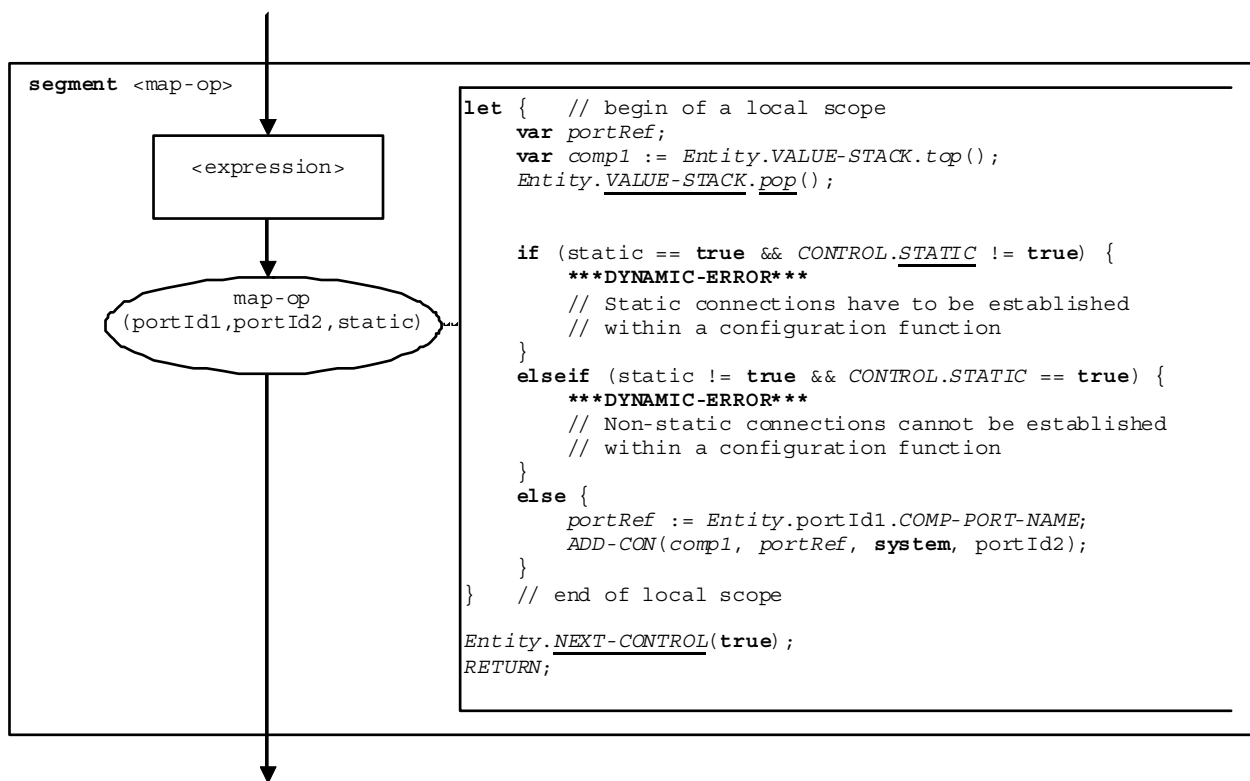 segment <map-op>
<expression>
map-op
(portId1,portId2,static)
let {   // begin of a local scope
    var portRef;
    var comp1 := Entity.VALUE-STACK.top();
    Entity.VALUE-STACK.pop();
    if (static == true && CONTROL.STATIC != true) {
        ***DYNAMIC-ERROR***
        // Static connections have to be established
        // within a configuration function
    }
    elseif (static != true && CONTROL.STATIC == true) {
        ***DYNAMIC-ERROR***
        // Non-static connections cannot be established
        // within a configuration function
    }
    else {
        portRef := Entity.portId1.COMP-PORT-NAME;
        ADD-CON(comp1, portRef, system, portId2);
    }
}   // end of local scope
Entity.NEXT-CONTROL(true);
RETURN;